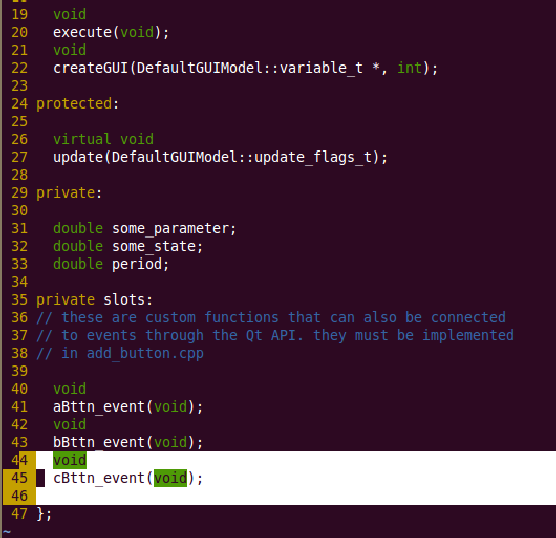 19 void
20 execute(void);
21 void
22 createGUI(DefaultGUIModel::variable_t *, int);
23
24 protected:
25
26 virtual void
27 update(DefaultGUIModel::update_flags_t);
28
29 private:
30
31 double some_parameter;
32 double some_state;
33 double period;
34
35 private slots:
36 // these are custom functions that can also be connected
37 // to events through the Qt API. they must be implemented
38 // in add_button.cpp
39
40 void
41 aBttn_event(void);
42 void
43 bBttn_event(void);
44 void
45 cBttn_event(void);
46
47 };
~